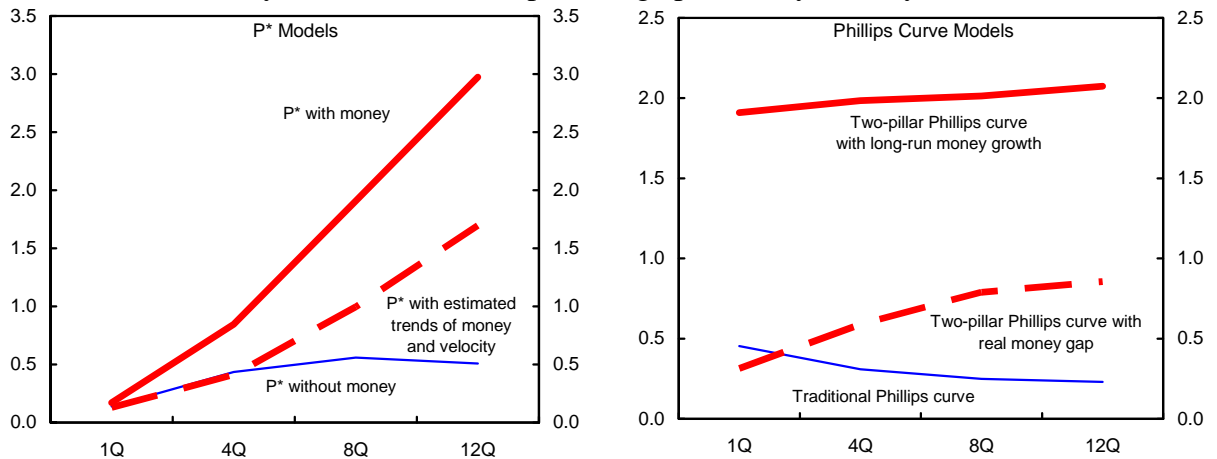 P* Models
3.5
3.0
2.5
2.0
1.5
1.0
0.5
0.0
3.5
3.0
2.5
2.0
1.5
1.0
0.5
0.0
P* with money
P* with estimated
trends of money
and velocity
P* without money
1Q
4Q
8Q
12Q
Phillips Curve Models
2.5
2.0
1.5
1.0
0.5
0.0
2.5
2.0
1.5
1.0
0.5
0.0
Two-pillar Phillips curve
with long-run money growth
Two-pillar Phillips curve with
real money gap
Traditional Phillips curve
1Q
4Q
8Q
12Q